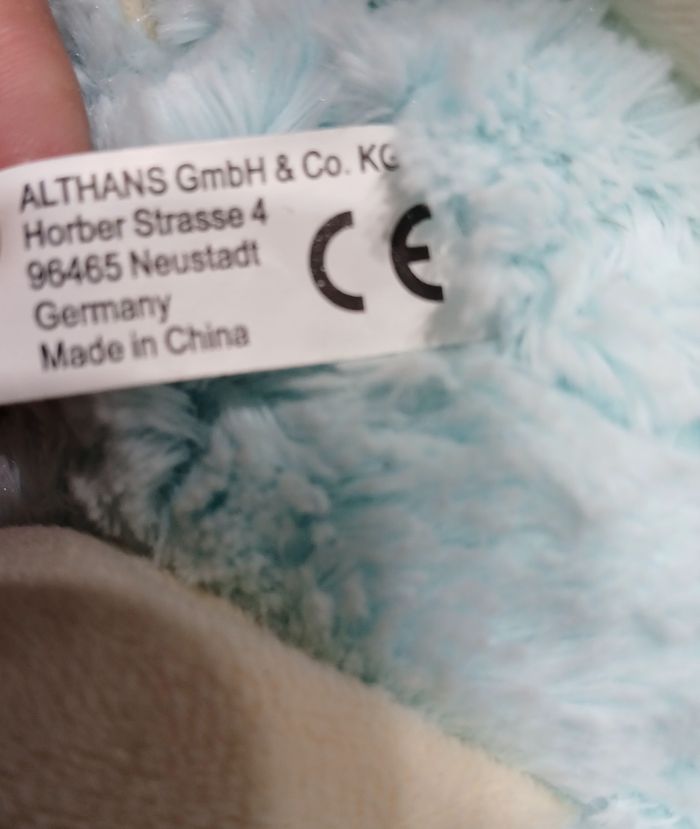 ALTHANS GmbH & Co. KG
Horber Strasse 4
96465 Neustadt
Germany
Made in China
CE